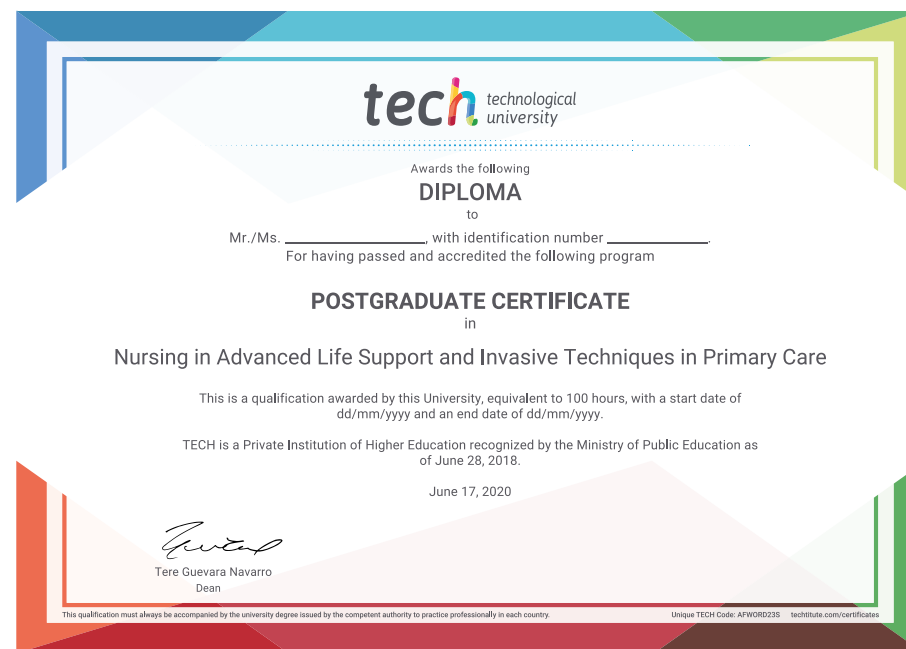 tech technological
university
Awards the following
DIPLOMA
to
Mr./Ms. ____________________, with identification number ______________.
For having passed and accredited the following program
POSTGRADUATE CERTIFICATE
in
Nursing in Advanced Life Support and Invasive Techniques in Primary Care
This is a qualification awarded by this University, equivalent to 100 hours, with a start date of
dd/mm/yyyy and an end date of dd/mm/yyyy.
TECH is a Private Institution of Higher Education recognized by the Ministry of Public Education as
of June 28, 2018.
June 17, 2020
Tere Guevara Navarro
Dean
This qualification must always be accompanied by the university degree issued by the competent authority to practice professionally in each country.
Unique TECH Code: AFWORD23S techtitute.com/certificates